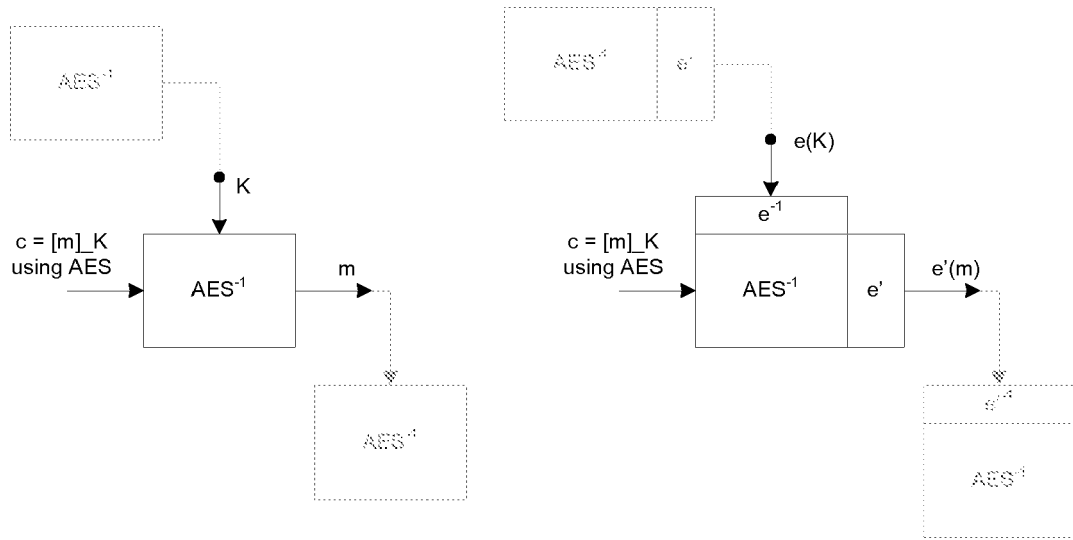 AES⁻¹
K
c = [m]_K
using AES
AES⁻¹
m
AES⁻¹
AES⁻¹
e'
e(K)
e⁻¹
c = [m]_K
using AES
AES⁻¹
e'
e'(m)
e'⁻¹
AES⁻¹